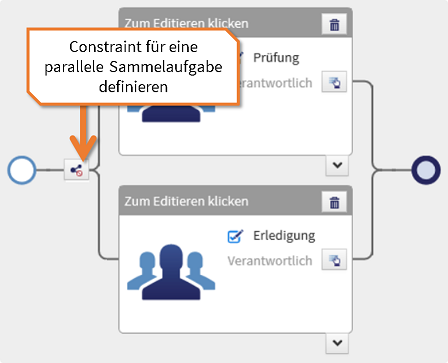 Zum Editieren klicken
Constraint für eine
parallele Sammelaufgabe
definieren
Prüfung
Verantwortlich
Zum Editieren klicken
Erledigung
Verantwortlich